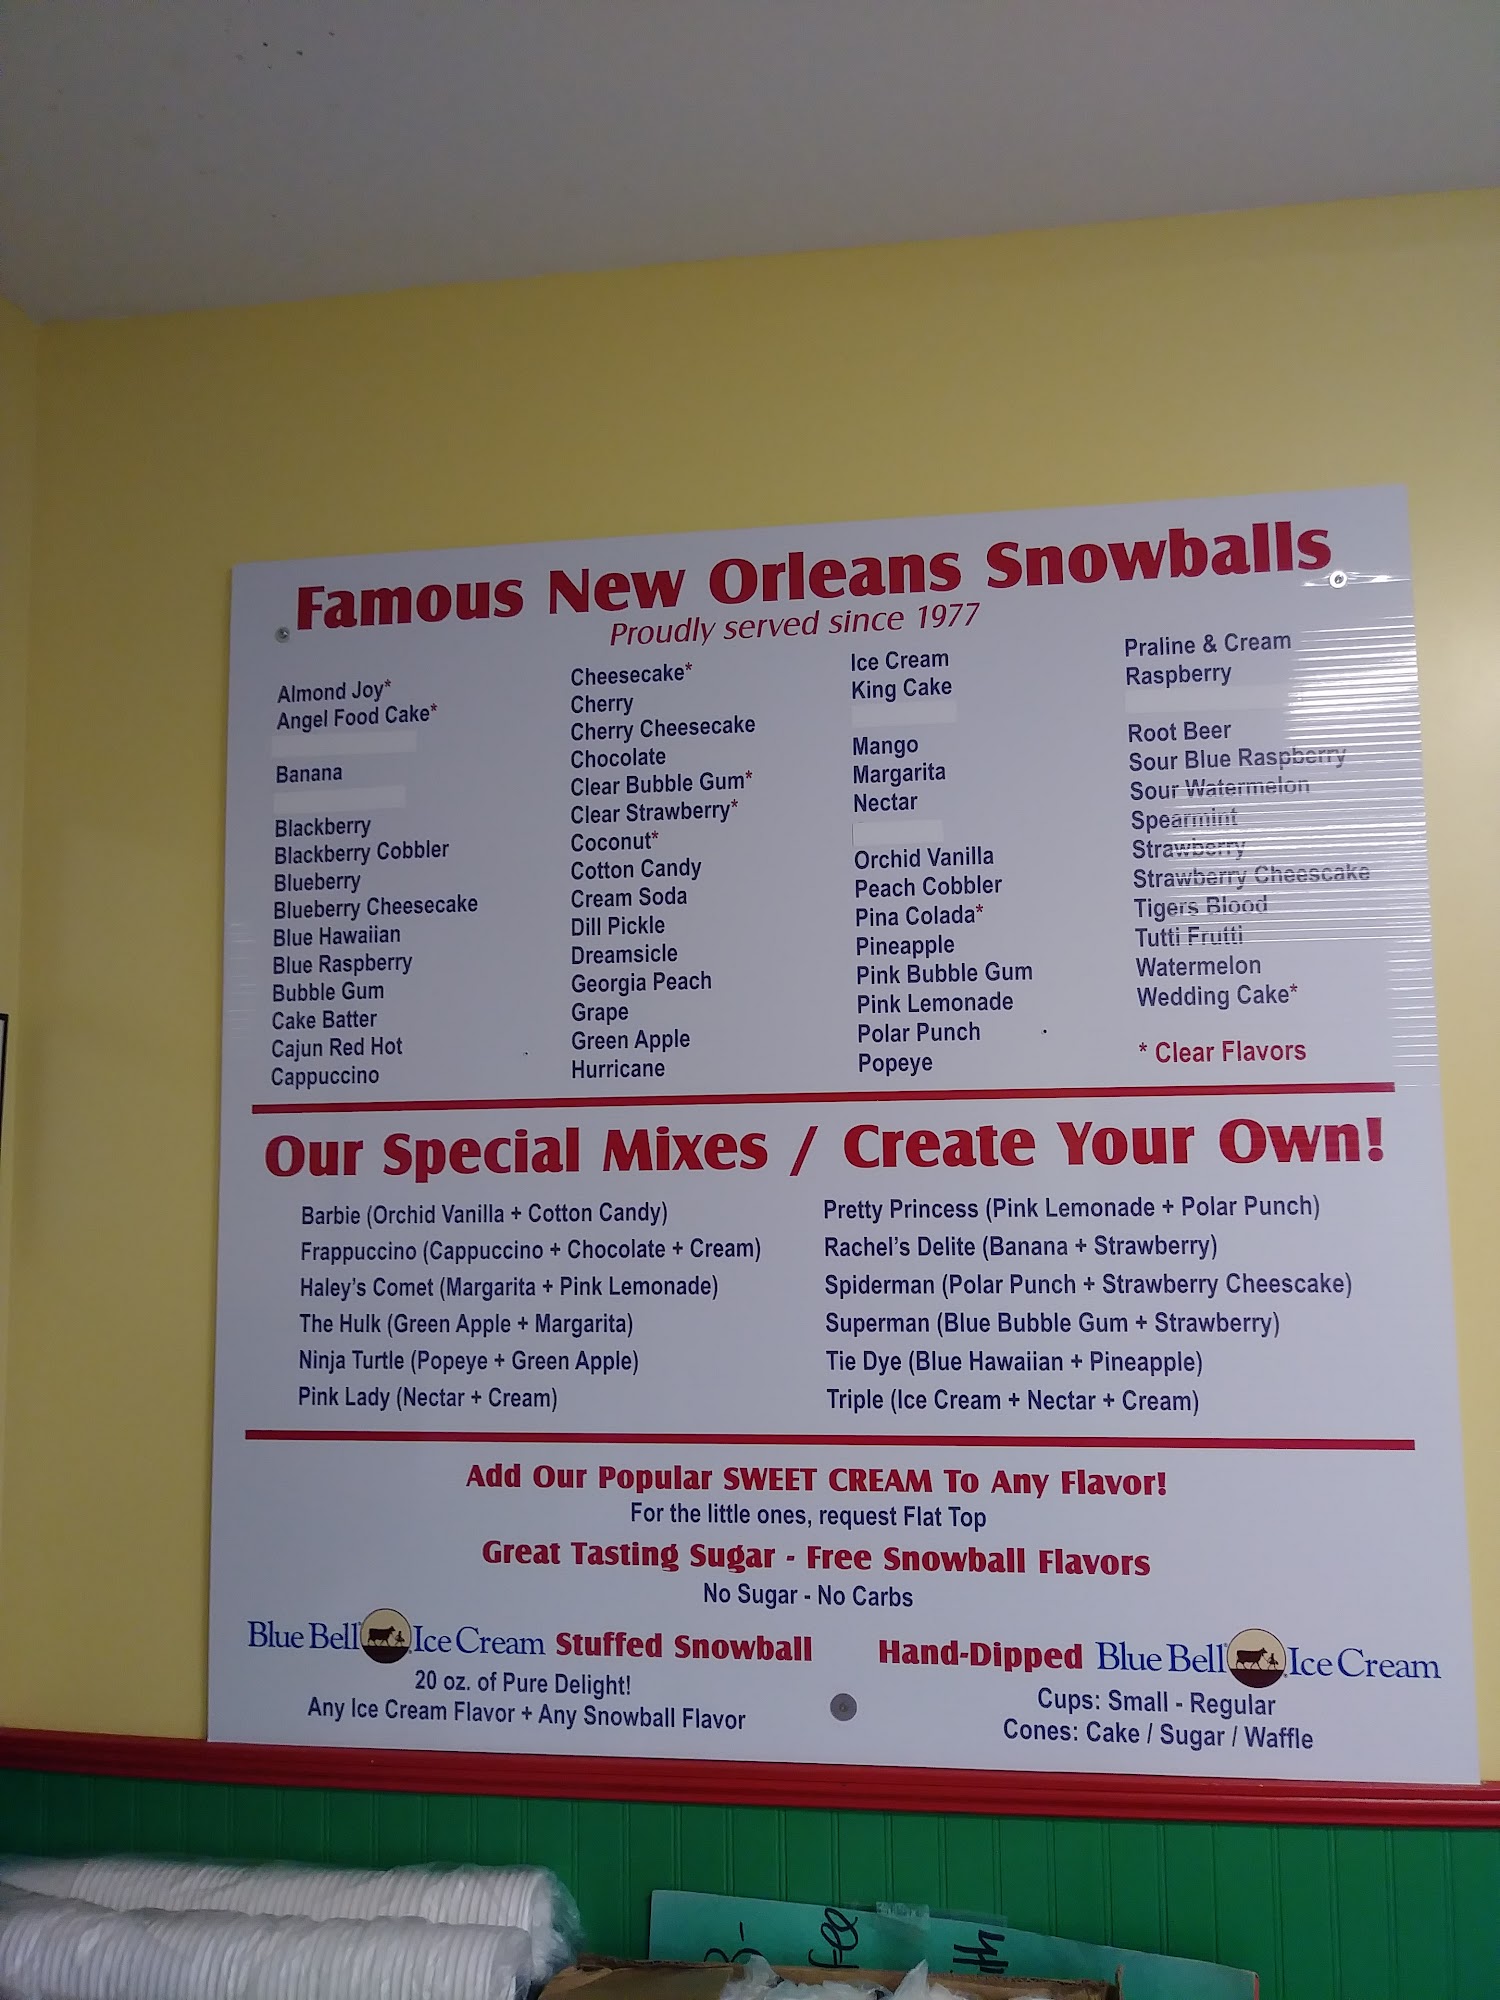 Famous New Orleans Snowballs
Proudly served since 1977
Almond Joy*
Angel Food Cake*
Banana
Blackberry
Blackberry Cobbler
Blueberry
Blueberry Cheesecake
Blue Hawaiian
Blue Raspberry
Bubble Gum
Cake Batter
Cajun Red Hot
Cappuccino
Cheesecake*
Cherry
Cherry Cheesecake
Chocolate
Clear Bubble Gum*
Clear Strawberry*
Coconut*
Cotton Candy
Cream Soda
Dill Pickle
Dreamsicle
Georgia Peach
Grape
Green Apple
Hurricane
Ice Cream
King Cake
Mango
Margarita
Nectar
Orchid Vanilla
Peach Cobbler
Pina Colada*
Pineapple
Pink Bubble Gum
Pink Lemonade
Polar Punch
Popeye
Praline & Cream
Raspberry
Root Beer
Sour Blue Raspberry
Sour Watermelon
Spearmint
Strawberry
Strawberry Cheescake
Tigers Blood
Tutti Frutti
Watermelon
Wedding Cake*
* Clear Flavors
Our Special Mixes / Create Your Own!
Barbie (Orchid Vanilla + Cotton Candy)
Frappuccino (Cappuccino + Chocolate + Cream)
Haley's Comet (Margarita + Pink Lemonade)
The Hulk (Green Apple + Margarita)
Ninja Turtle (Popeye + Green Apple)
Pink Lady (Nectar + Cream)
Pretty Princess (Pink Lemonade + Polar Punch)
Rachel's Delite (Banana + Strawberry)
Spiderman (Polar Punch + Strawberry Cheescake)
Superman (Blue Bubble Gum + Strawberry)
Tie Dye (Blue Hawaiian + Pineapple)
Triple (Ice Cream + Nectar + Cream)
Add Our Popular SWEET CREAM To Any Flavor!
For the little ones, request Flat Top
Great Tasting Sugar - Free Snowball Flavors
No Sugar - No Carbs
Blue Bell Ice Cream Stuffed Snowball
20 oz. of Pure Delight!
Any Ice Cream Flavor + Any Snowball Flavor
Hand-Dipped Blue Bell Ice Cream
Cups: Small - Regular
Cones: Cake / Sugar / Waffle